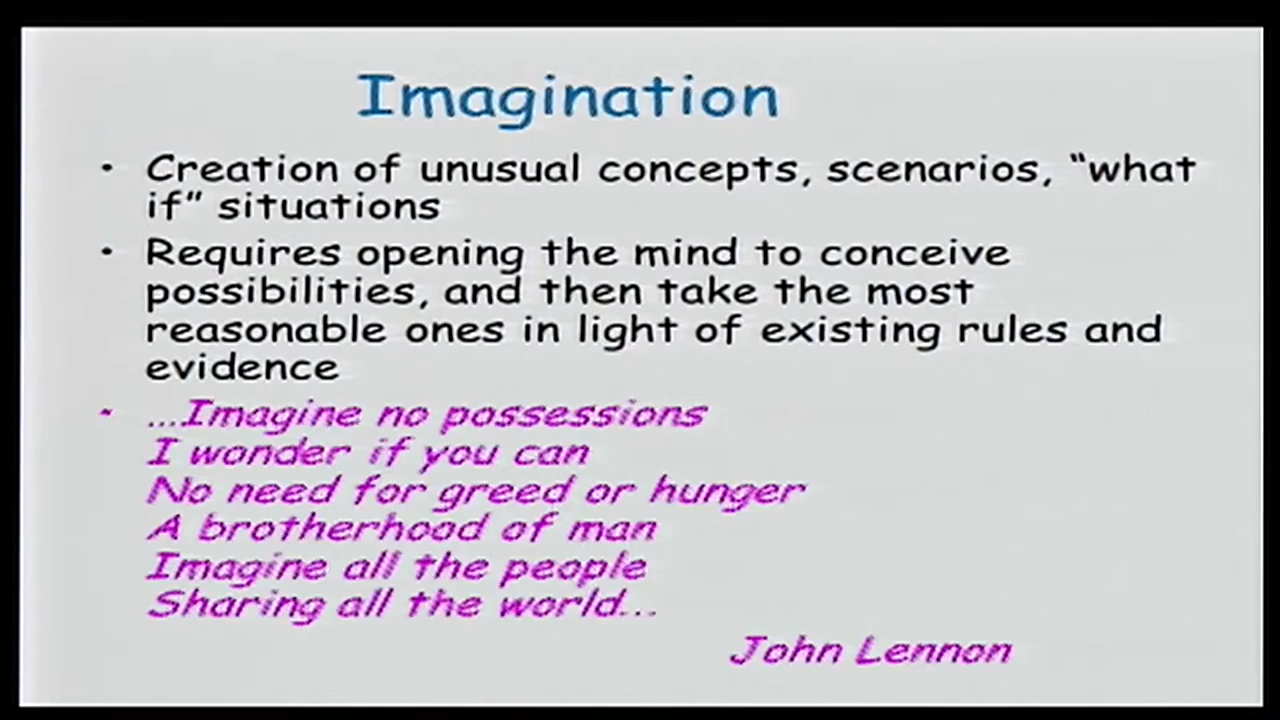 Imagination
• Creation of unusual concepts, scenarios, “what
if” situations
• Requires opening the mind to conceive
possibilities, and then take the most
reasonable ones in light of existing rules and
evidence
• ...Imagine no possessions
I wonder if you can
No need for greed or hunger
A brotherhood of man
Imagine all the people
Sharing all the world...
John Lennon